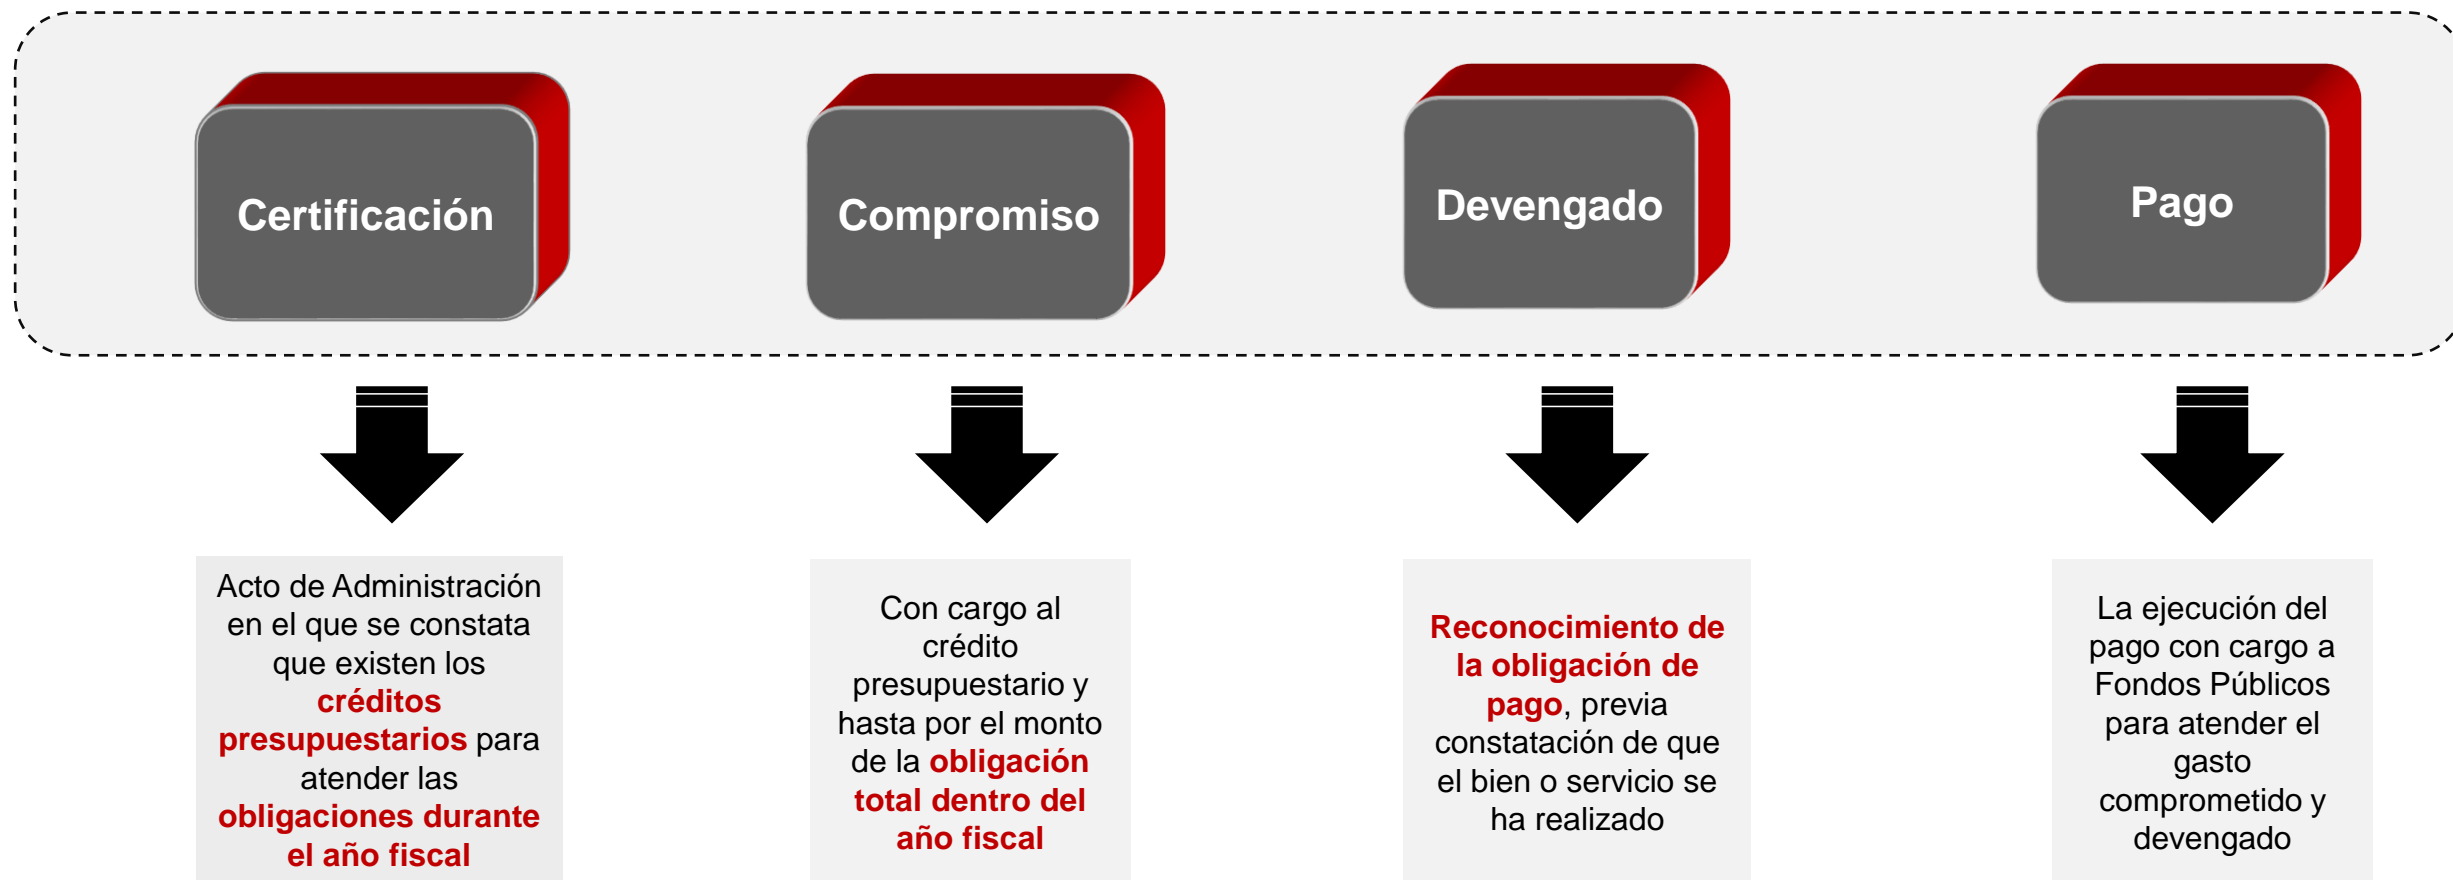 Certificación
Compromiso
Devengado
Pago
Acto de Administración
en el que se constata
que existen los
créditos
presupuestarios para
atender las
obligaciones durante
el año fiscal
Con cargo al
crédito
presupuestario y
hasta por el monto
de la obligación
total dentro del
año fiscal
Reconocimiento de
la obligación de
pago, previa
constatación de que
el bien o servicio se
ha realizado
La ejecución del
pago con cargo a
Fondos Públicos
para atender el
gasto
comprometido y
devengado